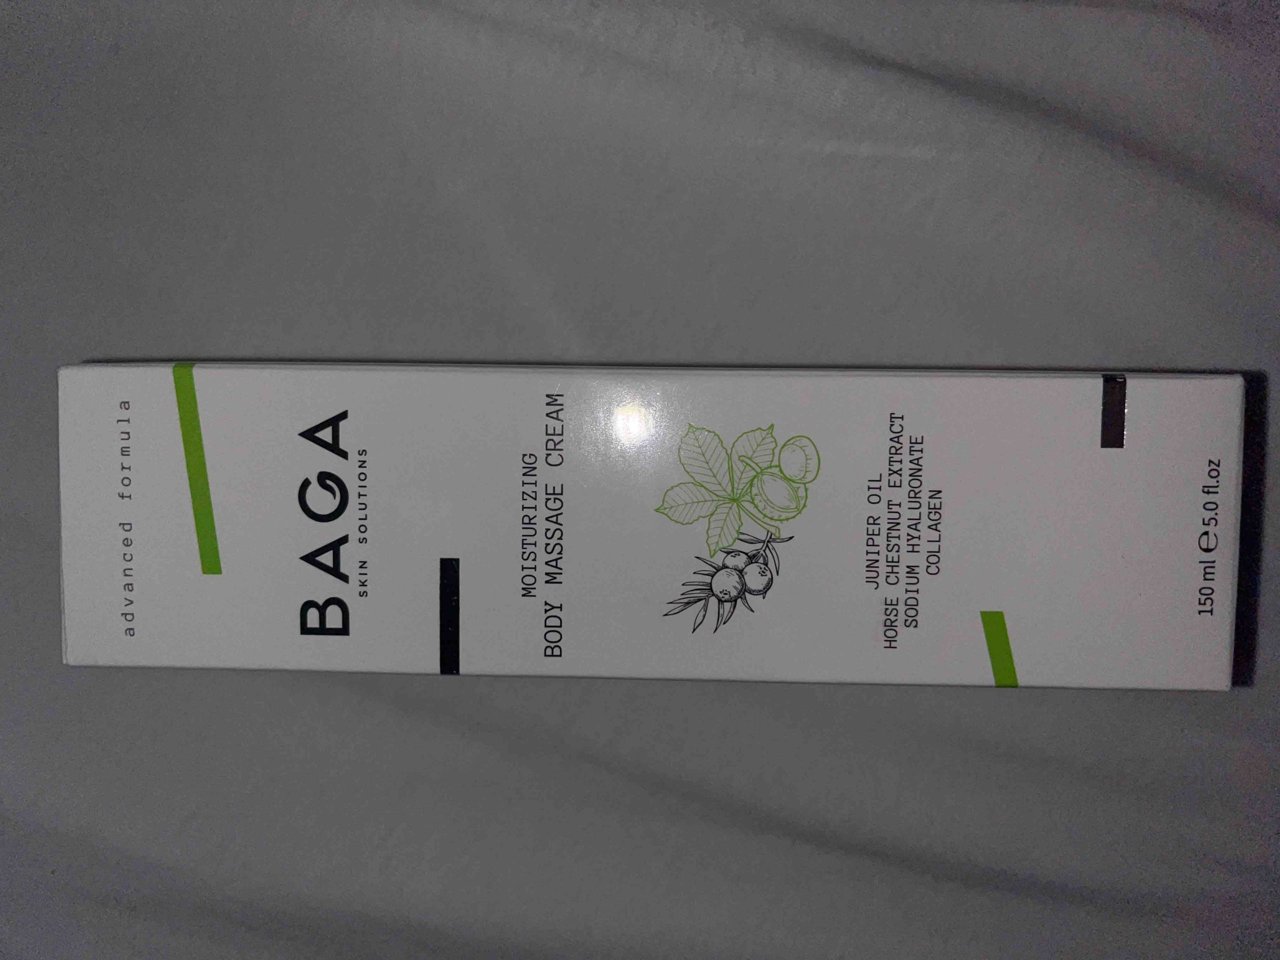 advanced formula
BAGA
SKIN SOLUTIONS
MOISTURIZING
BODY MASSAGE CREAM
JUNIPER OIL
HORSE CHESTNUT EXTRACT
SODIUM HYALURONATE
COLLAGEN
150 ml ℮ 5.0 fl.oz